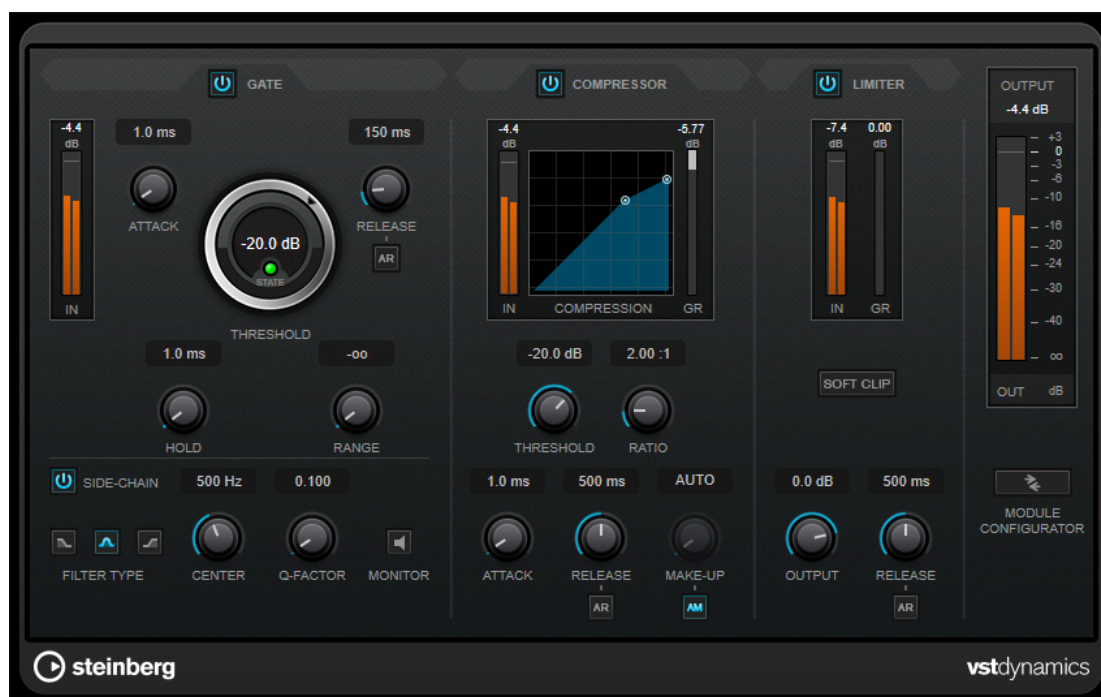 GATE
COMPRESSOR
LIMITER
OUTPUT
-4.4 dB
-4.4
dB
1.0 ms
150 ms
ATTACK
RELEASE
AR
-20.0 dB
STATE
IN
THRESHOLD
1.0 ms
-oo
HOLD
RANGE
SIDE-CHAIN
500 Hz
0.100
FILTER TYPE
CENTER
Q-FACTOR
MONITOR
-4.4
dB
-5.77
dB
IN
COMPRESSION
GR
-20.0 dB
2.00 :1
THRESHOLD
RATIO
1.0 ms
500 ms
AUTO
ATTACK
RELEASE
MAKE-UP
AR
AM
-7.4
dB
0.00
dB
IN
GR
SOFT CLIP
0.0 dB
500 ms
OUTPUT
RELEASE
AR
+3
0
-3
-6
-10
-16
-20
-24
-30
-40
∞
OUT
dB
MODULE
CONFIGURATOR
steinberg
vstdynamics